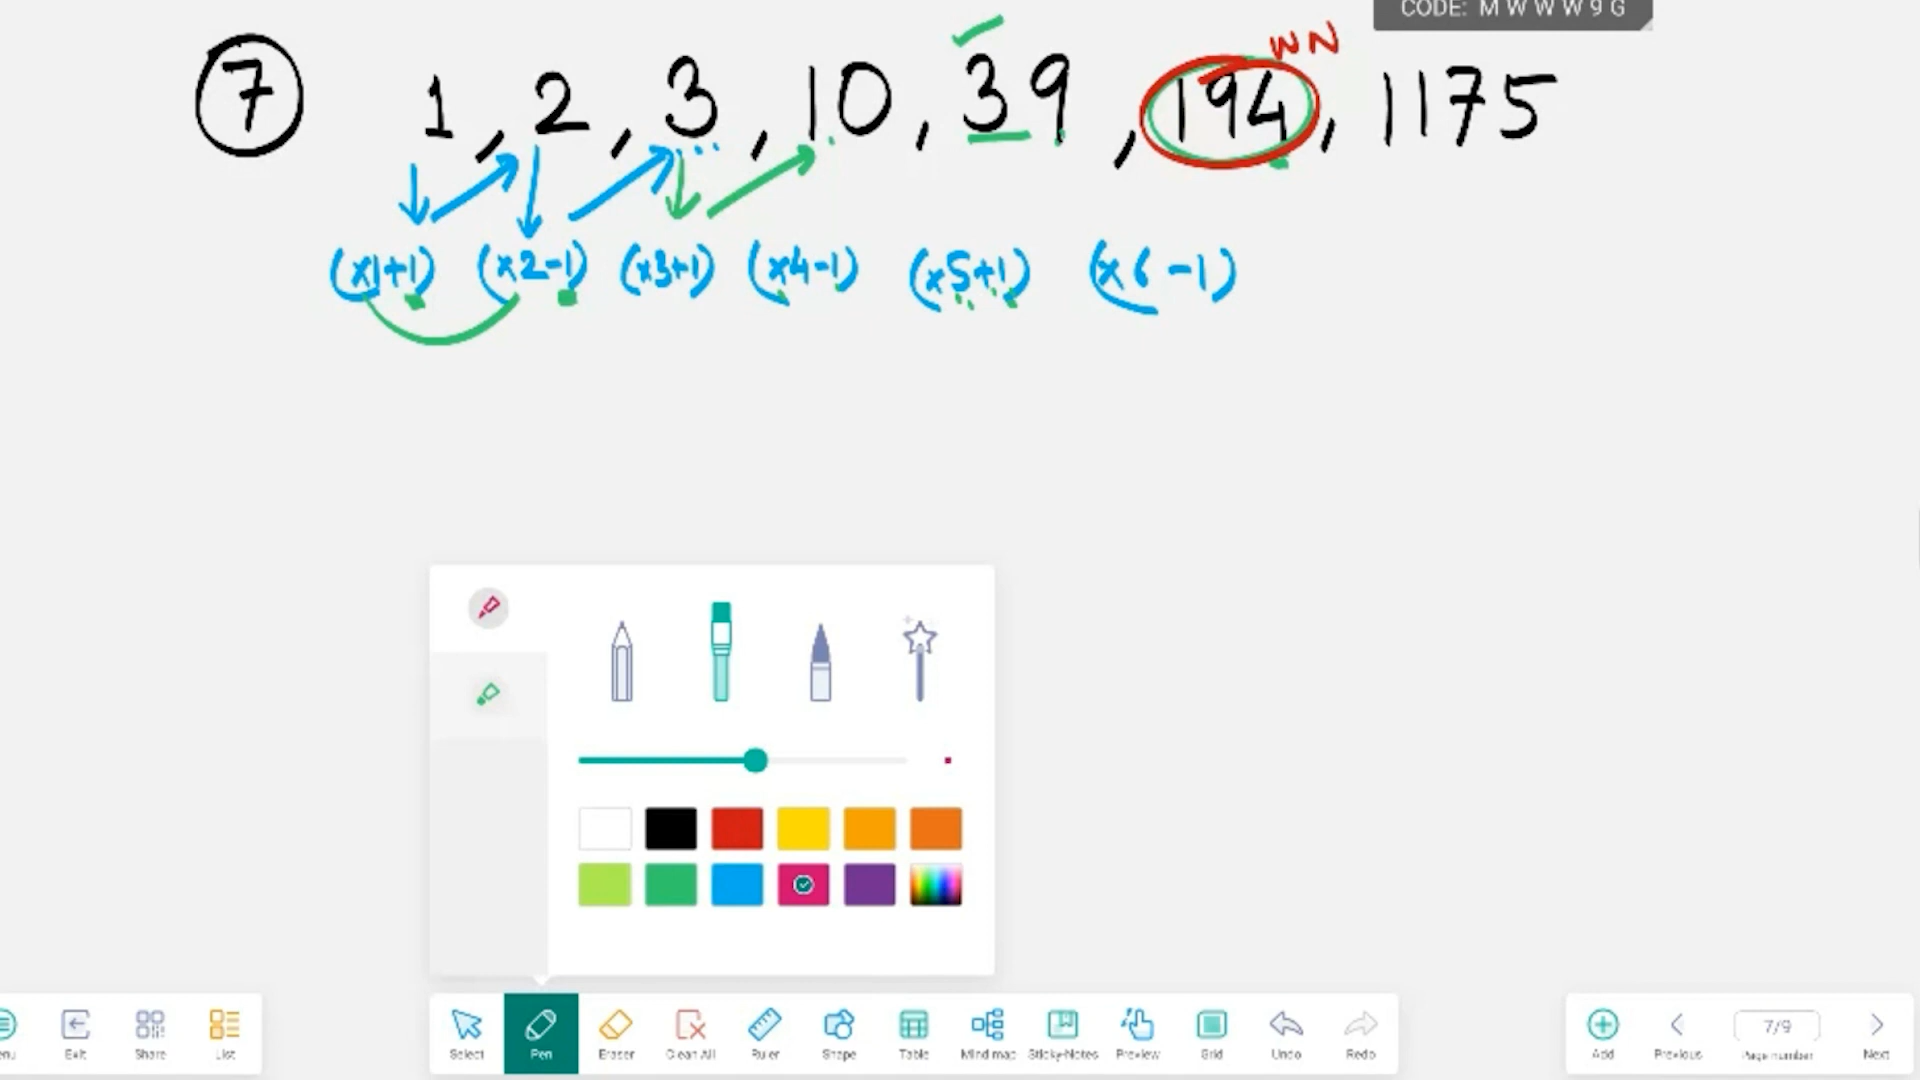 CODE: MWWW9G
WN
7 1, 2, 3, 10, 39, 194, 1175
(x1+1) (x2-1) (x3+1) (x4-1) (x5+1) (x6-1)
Exit Share List Select Pen Eraser Clean All Ruler Shape Table Mind map Sticky-Notes Preview Grid Undo Redo Add Previous 7/9 Page number Next